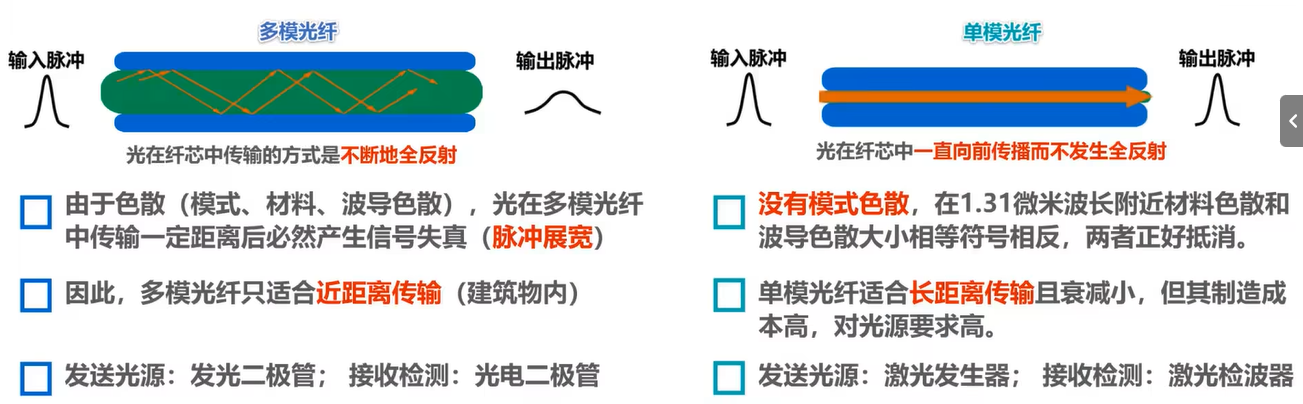 多模光纤
输入脉冲
输出脉冲
光在纤芯中传输的方式是不断地全反射
由于色散（模式、材料、波导色散），光在多模光纤
中传输一定距离后必然产生信号失真（脉冲展宽）
因此，多模光纤只适合近距离传输（建筑物内）
发送光源：发光二极管； 接收检测：光电二极管
单模光纤
输入脉冲
输出脉冲
光在纤芯中一直向前传播而不发生全反射
没有模式色散，在1.31微米波长附近材料色散和
波导色散大小相等符号相反，两者正好抵消。
单模光纤适合长距离传输且衰减小，但其制造成
本高，对光源要求高。
发送光源：激光发生器； 接收检测：激光检波器